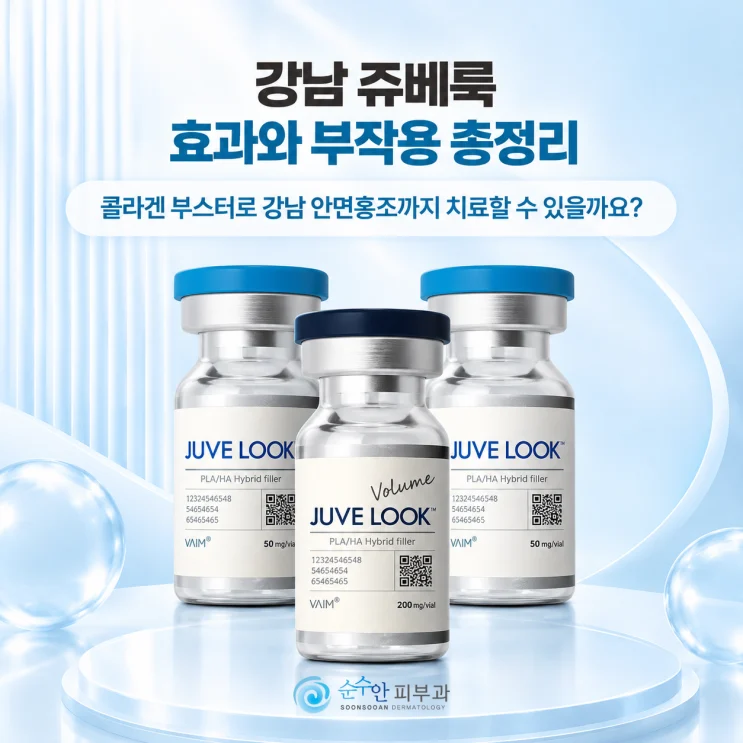 강남 쥬베룩
효과와 부작용 총정리
콜라겐 부스터로 강남 안면홍조까지 치료할 수 있을까요?
JUVE LOOK
PLA/HA Hybrid filler
12324546548
54654654
65465465
VAIM®
50 mg/vial
Volume
JUVE LOOK™
PLA/HA Hybrid filler
12324546548
54654654
65465465
VAIM®
200 mg/vial
JUVE LOOK™
PLA/HA Hybrid filler
12324546548
54654654
65465465
VAIM®
50 mg/vial
순수안 피부과
SOONSOOAN DERMATOLOGY